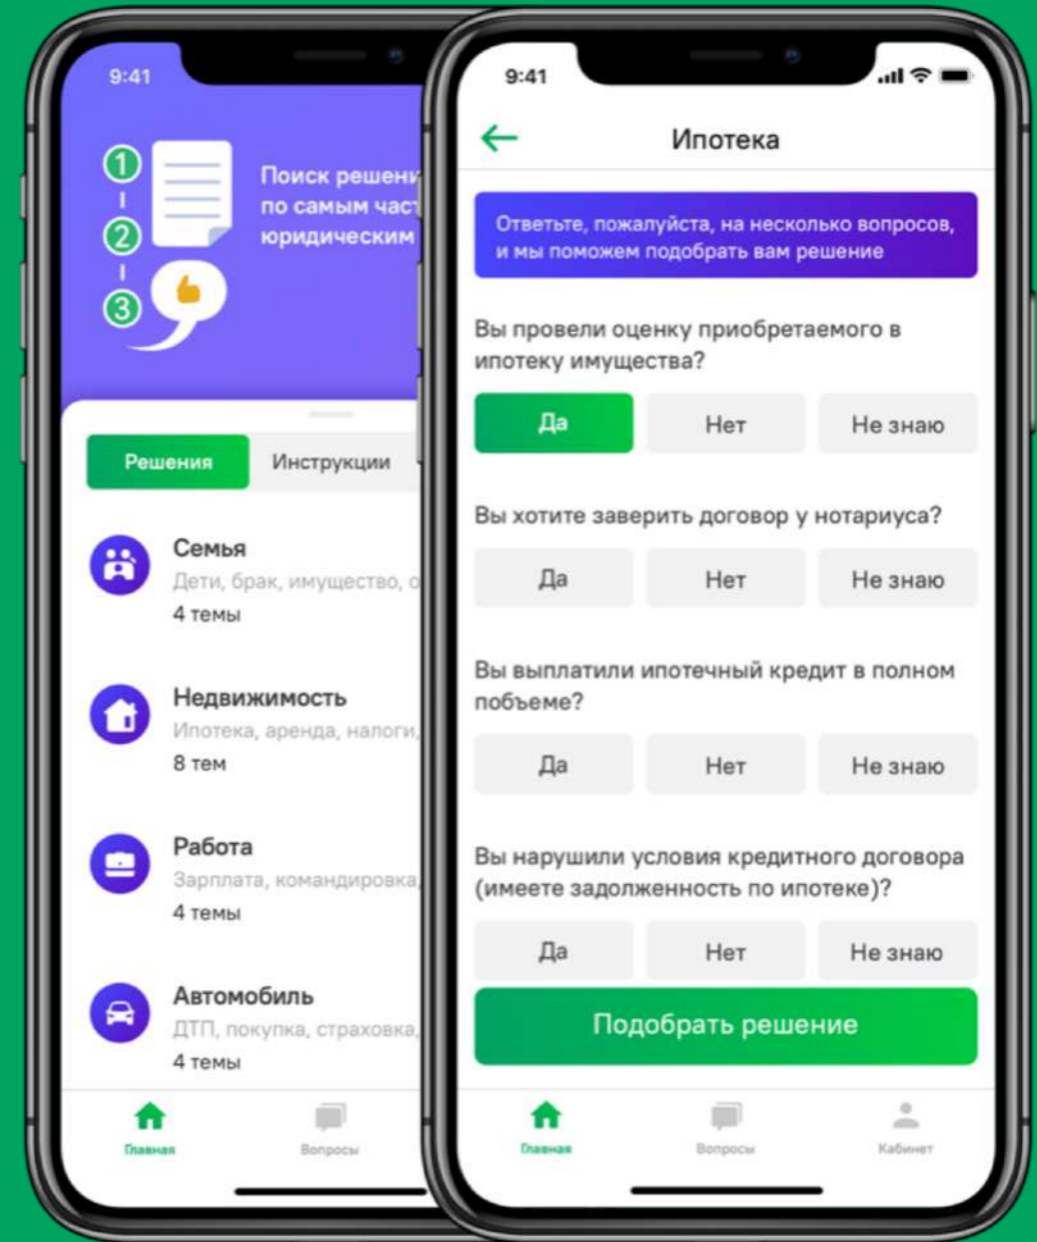 9:41
1
2
3
Поиск решени
по самым част
юридическим
Решения
Инструкции
Семья
Дети, брак, имущество, о
4 темы
Недвижимость
Ипотека, аренда, налоги,
8 тем
Работа
Зарплата, командировка,
4 темы
Автомобиль
ДТП, покупка, страховка,
4 темы
Главная
Вопросы
9:41
Ипотека
Ответьте, пожалуйста, на несколько вопросов,
и мы поможем подобрать вам решение
Вы провели оценку приобретаемого в
ипотеку имущества?
Да
Нет
Не знаю
Вы хотите заверить договор у нотариуса?
Да
Нет
Не знаю
Вы выплатили ипотечный кредит в полном
побъеме?
Да
Нет
Не знаю
Вы нарушили условия кредитного договора
(имеете задолженность по ипотеке)?
Да
Нет
Не знаю
Подобрать решение
Главная
Вопросы
Кабинет